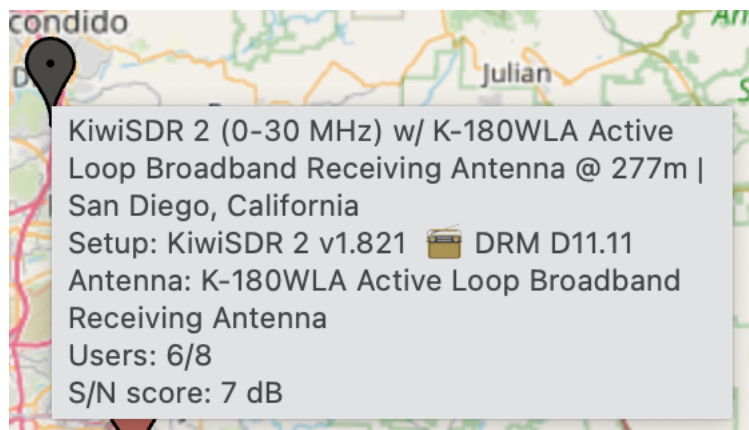 condido
An
D
Julian
S
KiwiSDR 2 (0-30 MHz) w/ K-180WLA Active
Loop Broadband Receiving Antenna @ 277m |
San Diego, California
Setup: KiwiSDR 2 v1.821 📻 DRM D11.11
Antenna: K-180WLA Active Loop Broadband
Receiving Antenna
Users: 6/8
S/N score: 7 dB